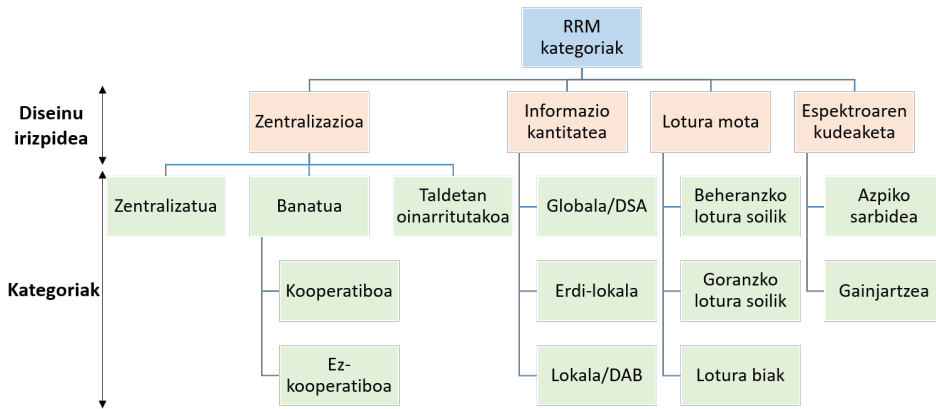 RRM
kategoriak
Diseinu
irizpidea
Zentralizazioa
Informazio
kantitatea
Lotura mota
Espektroaren
kudeaketa
Kategoriak
Zentralizatua
Banatua
Taldetan
oinarritutakoa
Globala/DSA
Beheranzko
lotura soilik
Azpiko
sarbidea
Kooperatiboa
Erdi-lokala
Goranzko
lotura soilik
Gainjartzea
Ez-
kooperatiboa
Lokala/DAB
Lotura biak